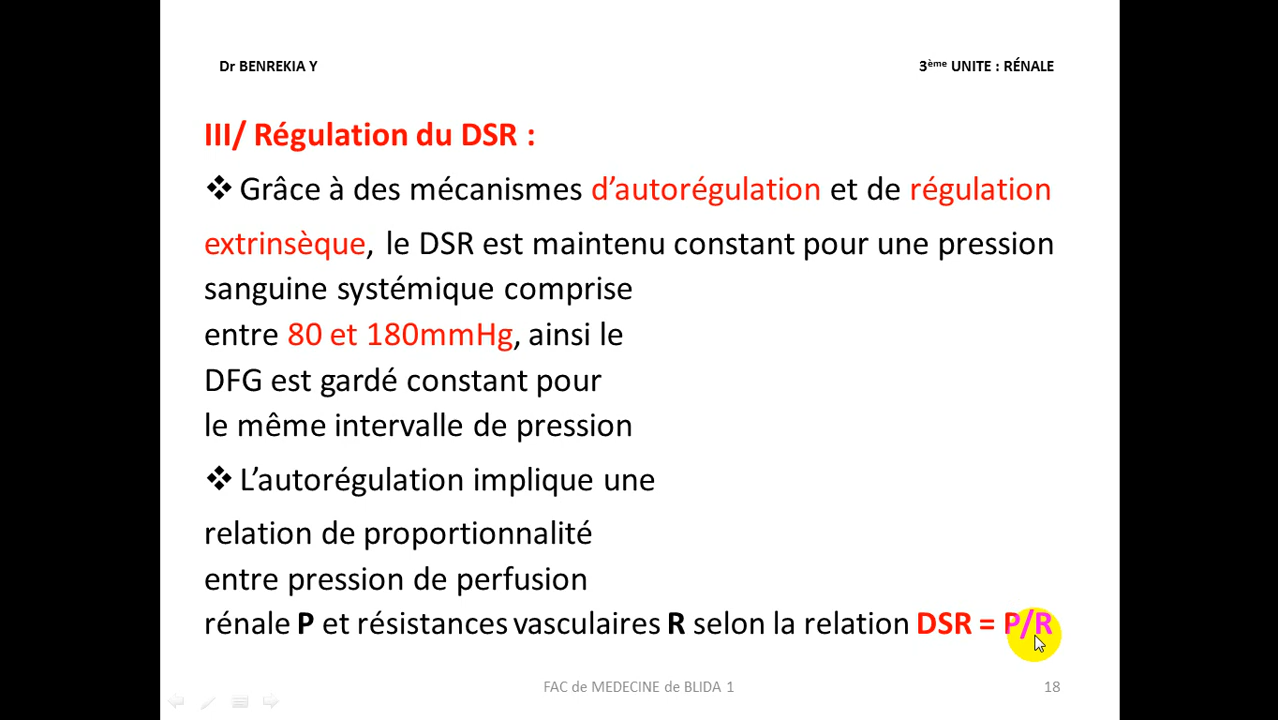 Dr BENREKIA Y
3ème UNITE : RÉNALE
III/ Régulation du DSR :
❖ Grâce à des mécanismes d’autorégulation et de régulation
extrinsèque, le DSR est maintenu constant pour une pression
sanguine systémique comprise
entre 80 et 180mmHg, ainsi le
DFG est gardé constant pour
le même intervalle de pression
❖ L’autorégulation implique une
relation de proportionnalité
entre pression de perfusion
rénale P et résistances vasculaires R selon la relation DSR = P/R
FAC de MEDECINE de BLIDA 1
18